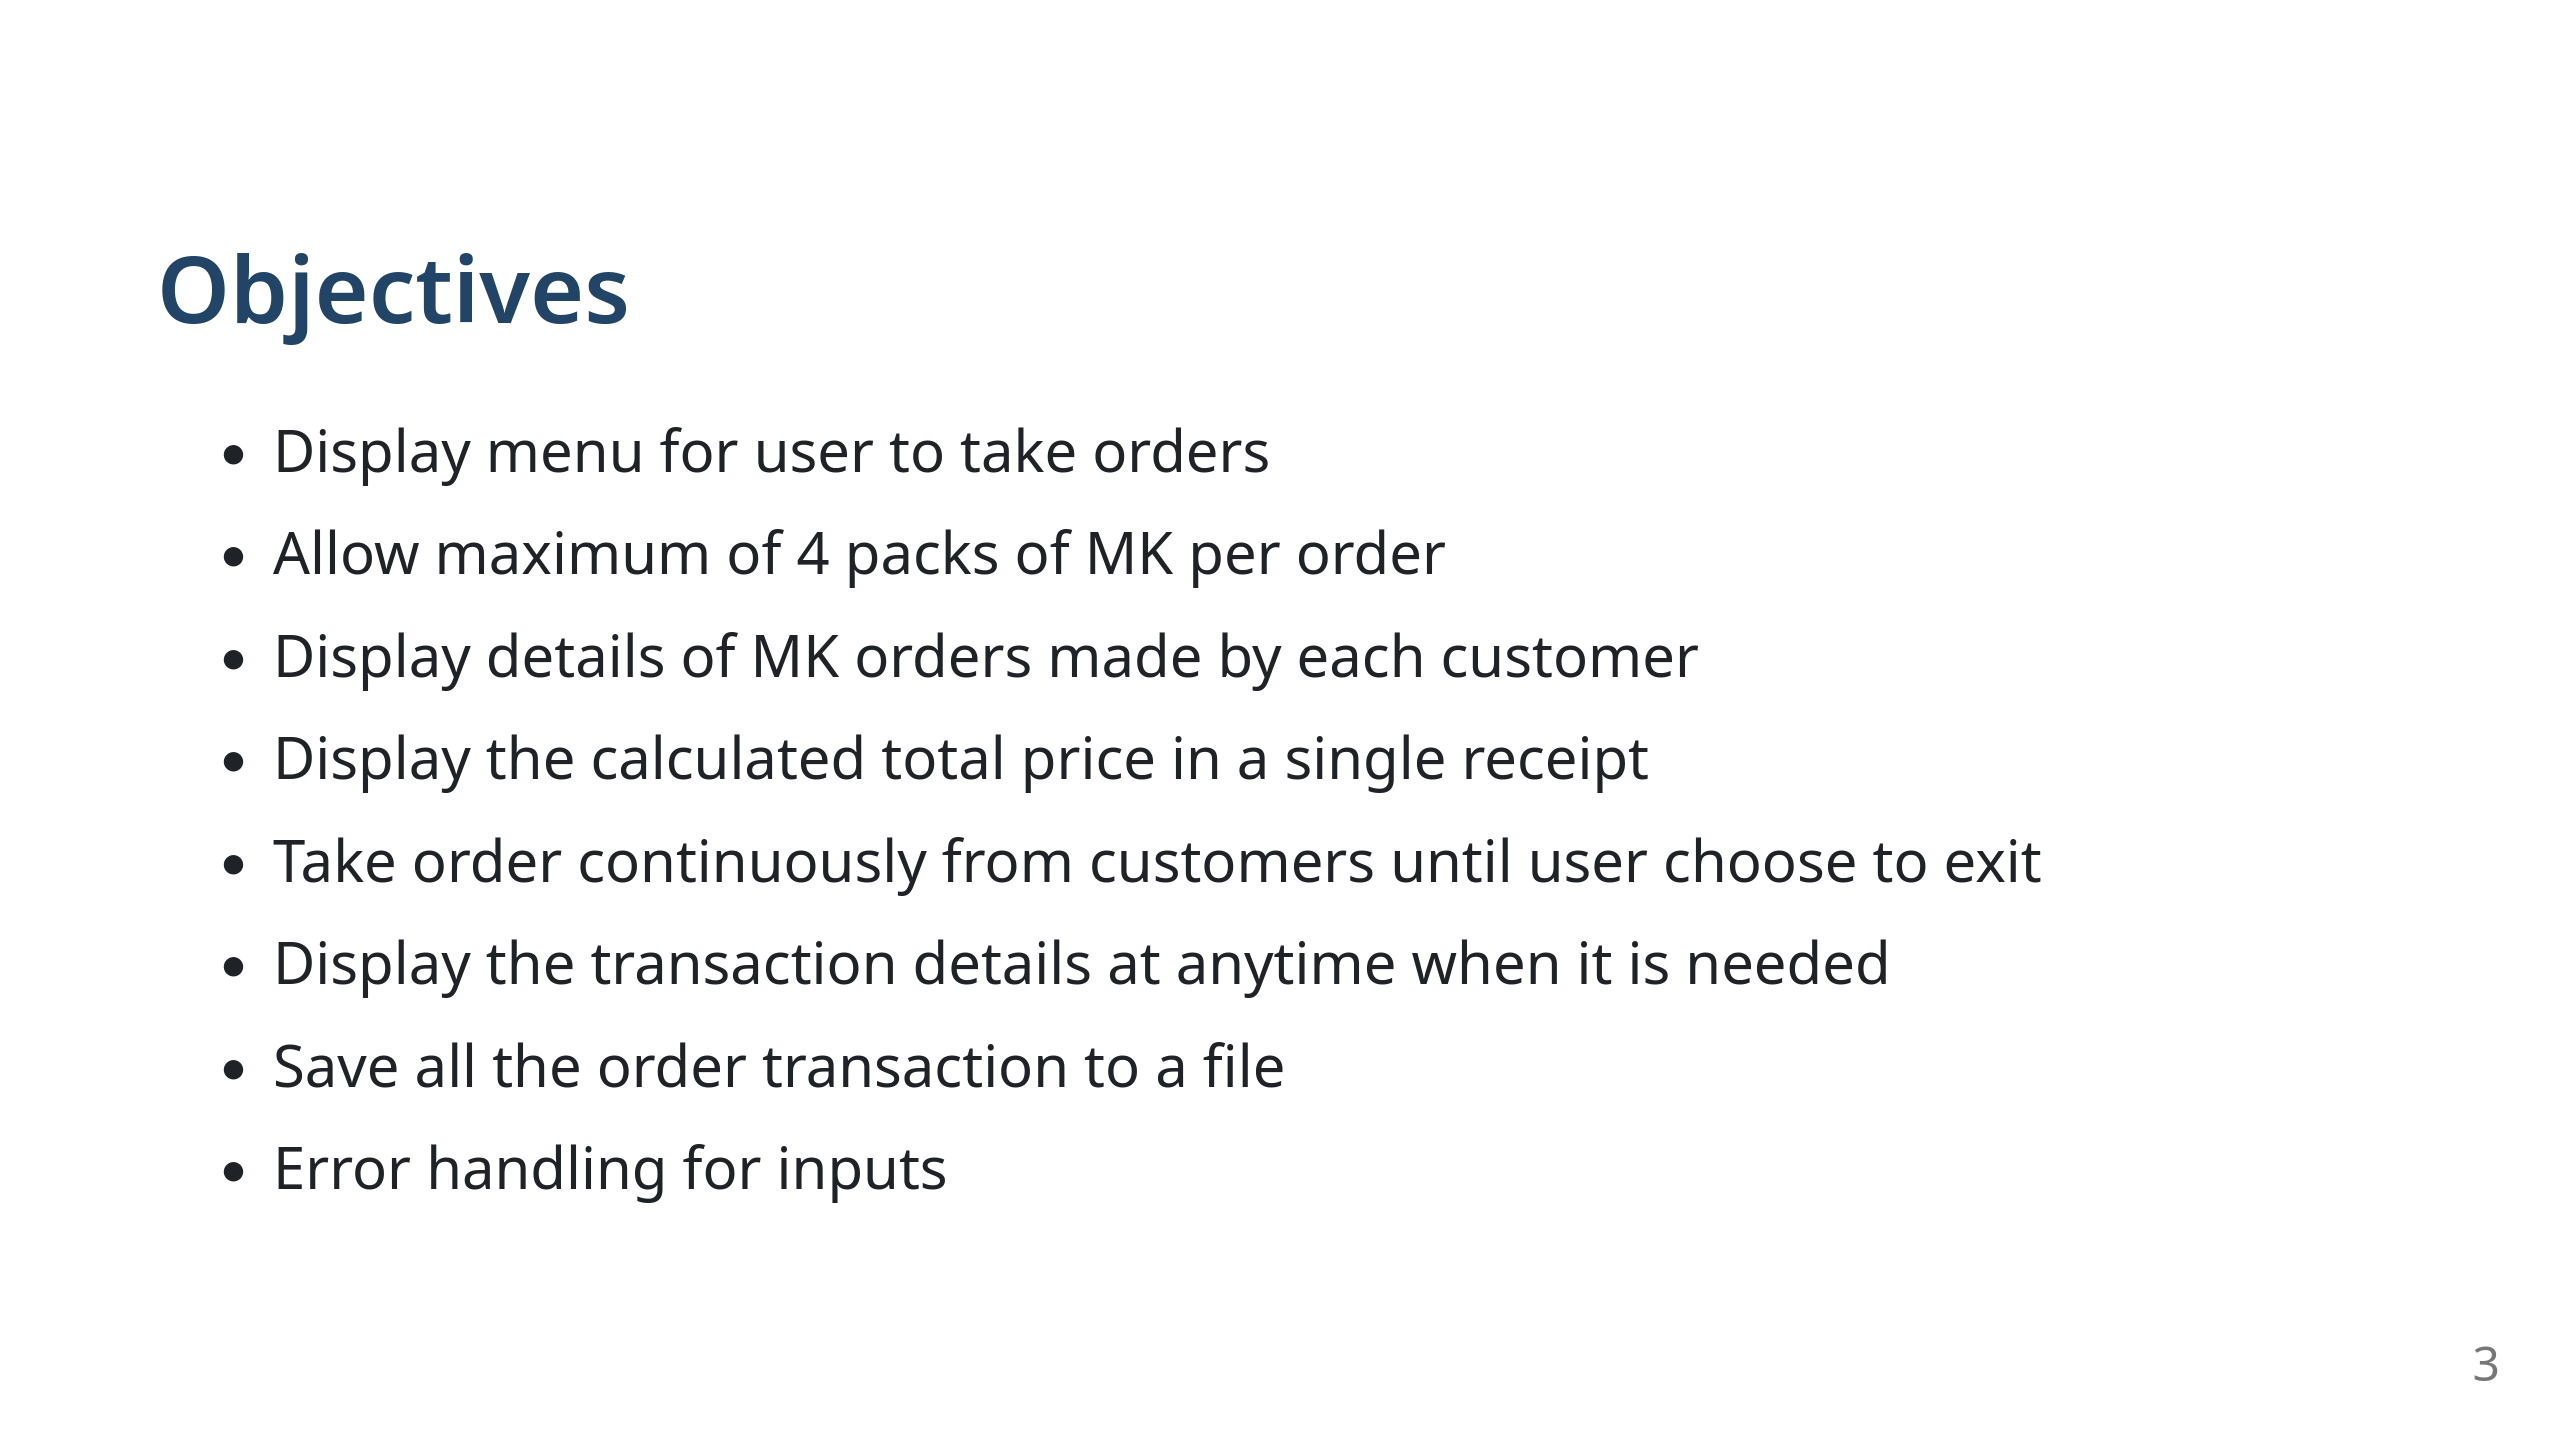 Objectives
• Display menu for user to take orders
• Allow maximum of 4 packs of MK per order
• Display details of MK orders made by each customer
• Display the calculated total price in a single receipt
• Take order continuously from customers until user choose to exit
• Display the transaction details at anytime when it is needed
• Save all the order transaction to a file
• Error handling for inputs
3